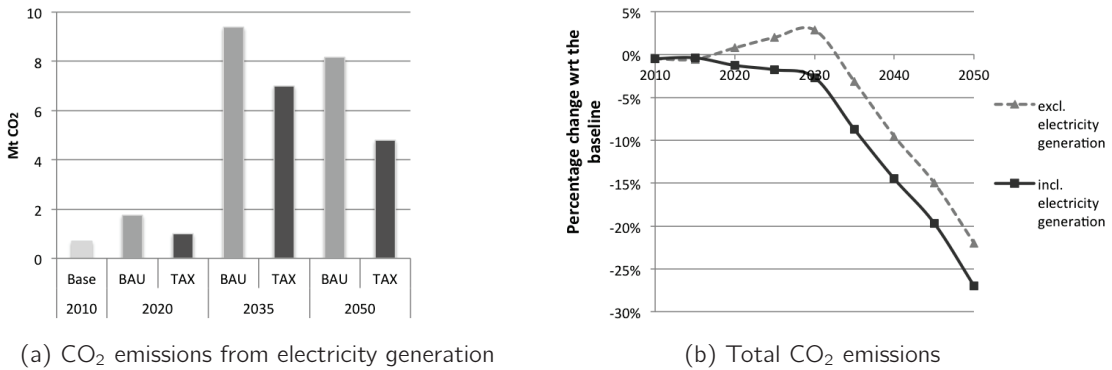 10
8
6
4
2
0
Mt CO₂
Base
BAU
TAX
BAU
TAX
BAU
TAX
2010
2020
2035
2050
(a) CO₂ emissions from electricity generation
5%
0%
-5%
-10%
-15%
-20%
-25%
-30%
Percentage change wrt the
baseline
2010
2020
2030
2040
2050
excl.
electricity
generation
incl.
electricity
generation
(b) Total CO₂ emissions